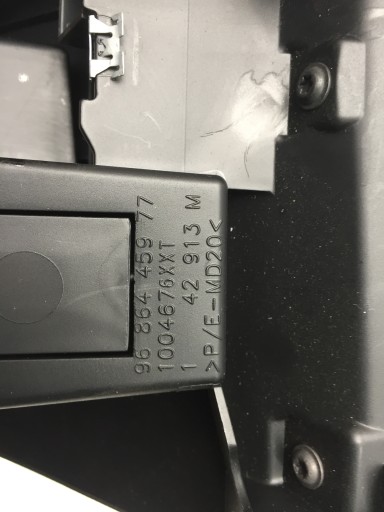 96 864 459 77
1004676XXT
1 42 913 M
>P/E-MD20<